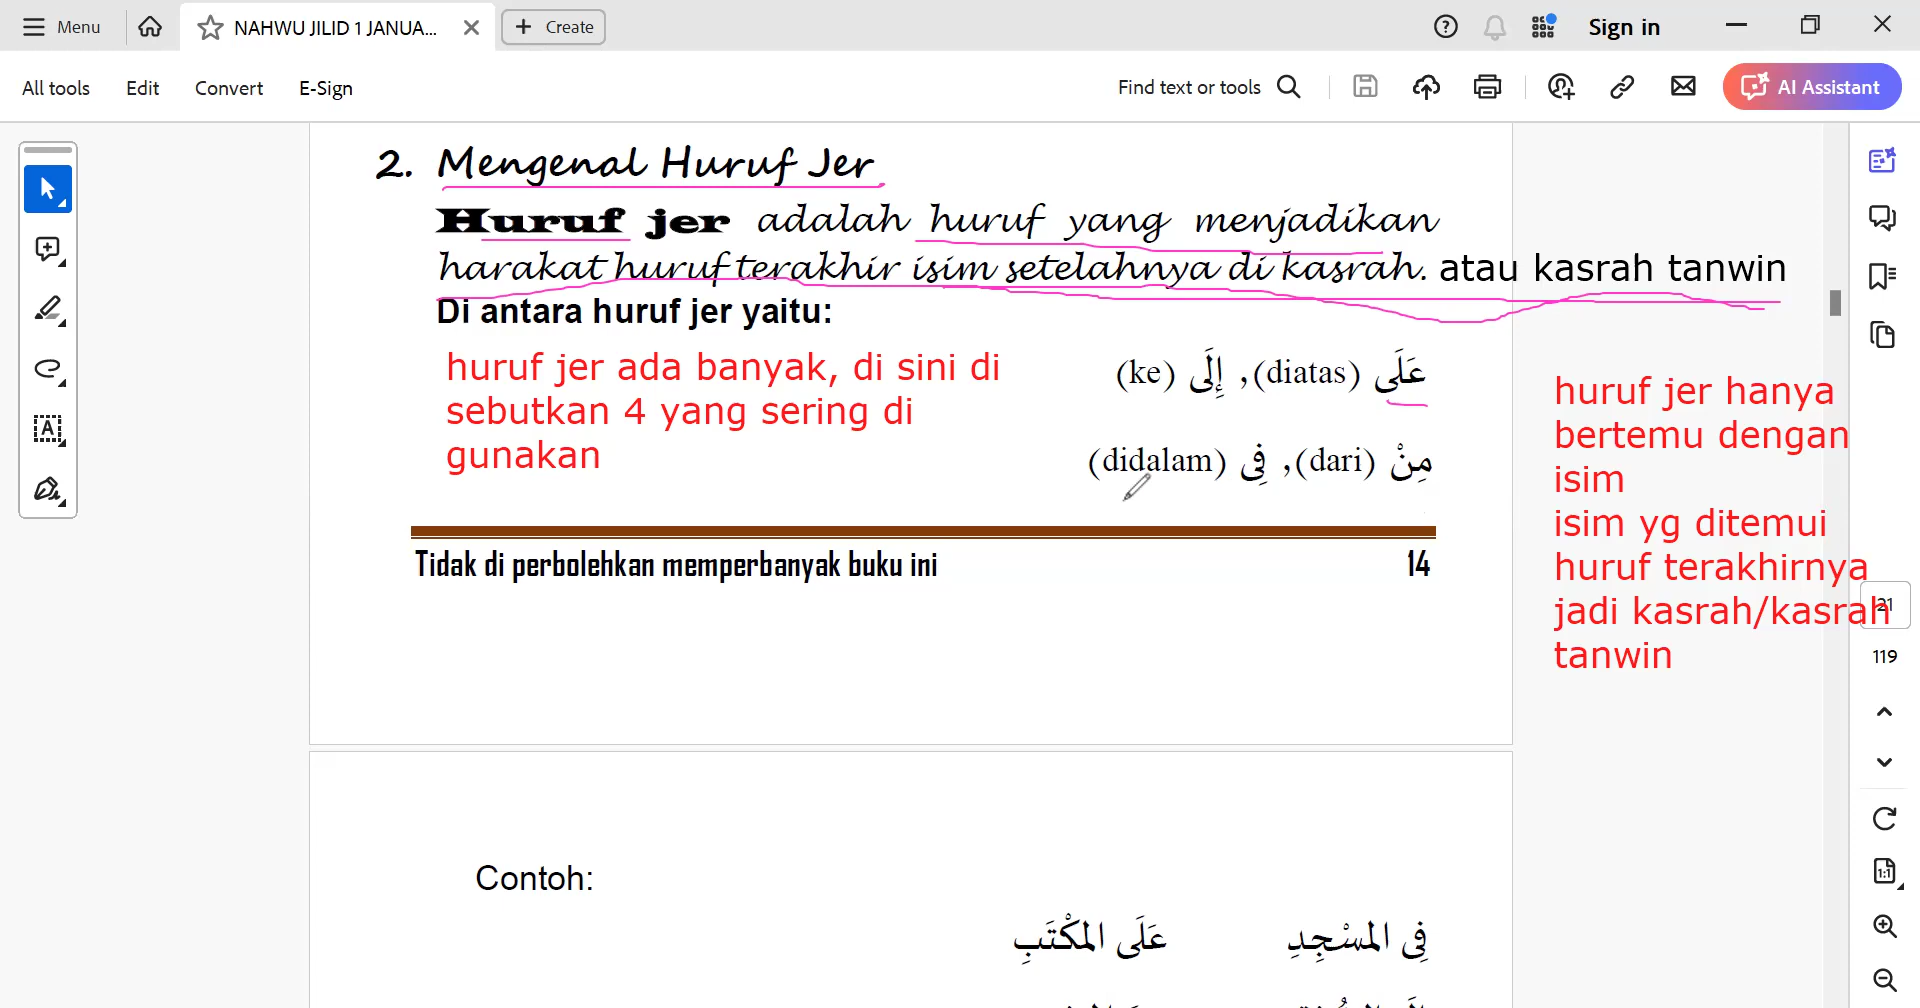 Menu
NAHWU JILID 1 JANUA...
Create
Sign in
All tools
Edit
Convert
E-Sign
Find text or tools
AI Assistant
2. Mengenal Huruf Jer
Huruf jer adalah huruf yang menjadikan
harakat huruf terakhir isim setelahnya di kasrah. atau kasrah tanwin
Di antara huruf jer yaitu:
huruf jer ada banyak, di sini di
sebutkan 4 yang sering di
gunakan
عَلَى (diatas), إِلَى (ke)
مِنْ (dari), فِى (didalam)
huruf jer hanya
bertemu dengan
isim
isim yg ditemui
huruf terakhirnya
jadi kasrah/kasrah
tanwin
Tidak di perbolehkan memperbanyak buku ini 14
21
119
Contoh:
فِى المسْجِدِ عَلَى المكْتَبِ